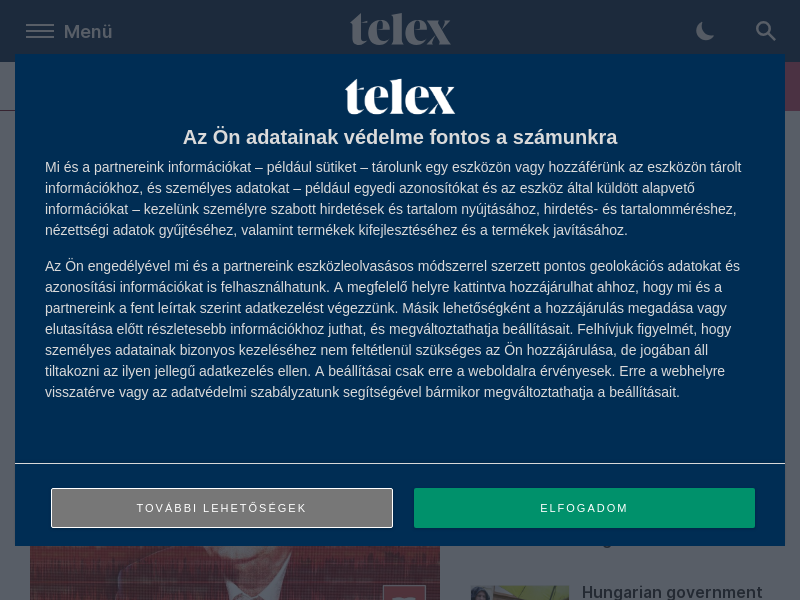 Menü
telex
telex
Az Ön adatainak védelme fontos a számunkra
Mi és a partnereink információkat – például sütiket – tárolunk egy eszközön vagy hozzáférünk az eszközön tárolt
információkhoz, és személyes adatokat – például egyedi azonosítókat és az eszköz által küldött alapvető
információkat – kezelünk személyre szabott hirdetések és tartalom nyújtásához, hirdetés- és tartalomméréshez,
nézettségi adatok gyűjtéséhez, valamint termékek kifejlesztéséhez és a termékek javításához.
Az Ön engedélyével mi és a partnereink eszközleolvasásos módszerrel szerzett pontos geolokációs adatokat és
azonosítási információkat is felhasználhatunk. A megfelelő helyre kattintva hozzájárulhat ahhoz, hogy mi és a
partnereink a fent leírtak szerint adatkezelést végezzünk. Másik lehetőségként a hozzájárulás megadása vagy
elutasítása előtt részletesebb információkhoz juthat, és megváltoztathatja beállításait. Felhívjuk figyelmét, hogy
személyes adatainak bizonyos kezeléséhez nem feltétlenül szükséges az Ön hozzájárulása, de jogában áll
tiltakozni az ilyen jellegű adatkezelés ellen. A beállításai csak erre a weboldalra érvényesek. Erre a webhelyre
visszatérve vagy az adatvédelmi szabályzatunk segítségével bármikor megváltoztathatja a beállításait.
TOVÁBBI LEHETŐSÉGEK
ELFOGADOM
Hungarian government